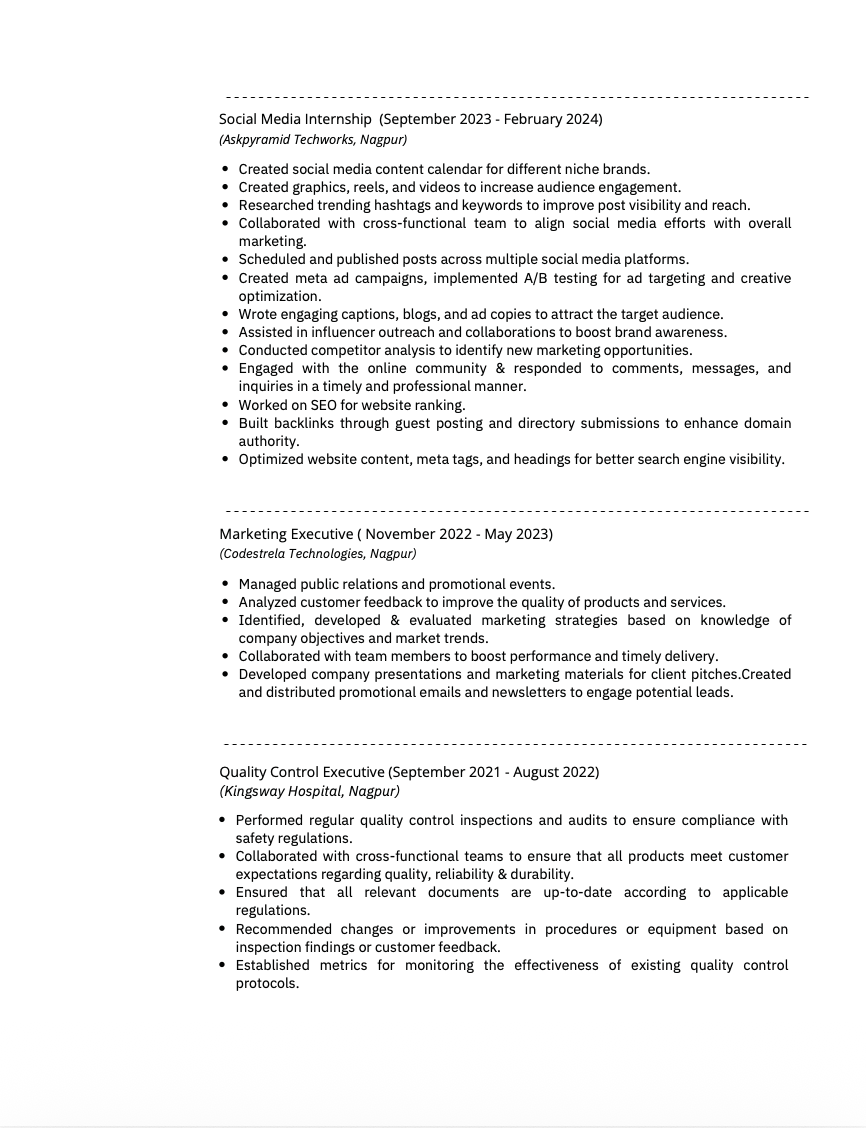 Social Media Internship (September 2023 - February 2024)
(Askpyramid Techworks, Nagpur)
• Created social media content calendar for different niche brands.
• Created graphics, reels, and videos to increase audience engagement.
• Researched trending hashtags and keywords to improve post visibility and reach.
• Collaborated with cross-functional team to align social media efforts with overall
marketing.
• Scheduled and published posts across multiple social media platforms.
• Created meta ad campaigns, implemented A/B testing for ad targeting and creative
optimization.
• Wrote engaging captions, blogs, and ad copies to attract the target audience.
• Assisted in influencer outreach and collaborations to boost brand awareness.
• Conducted competitor analysis to identify new marketing opportunities.
• Engaged with the online community & responded to comments, messages, and
inquiries in a timely and professional manner.
• Worked on SEO for website ranking.
• Built backlinks through guest posting and directory submissions to enhance domain
authority.
• Optimized website content, meta tags, and headings for better search engine visibility.
Marketing Executive ( November 2022 - May 2023)
(Codestrela Technologies, Nagpur)
• Managed public relations and promotional events.
• Analyzed customer feedback to improve the quality of products and services.
• Identified, developed & evaluated marketing strategies based on knowledge of
company objectives and market trends.
• Collaborated with team members to boost performance and timely delivery.
• Developed company presentations and marketing materials for client pitches.Created
and distributed promotional emails and newsletters to engage potential leads.
Quality Control Executive (September 2021 - August 2022)
(Kingsway Hospital, Nagpur)
• Performed regular quality control inspections and audits to ensure compliance with
safety regulations.
• Collaborated with cross-functional teams to ensure that all products meet customer
expectations regarding quality, reliability & durability.
• Ensured that all relevant documents are up-to-date according to applicable
regulations.
• Recommended changes or improvements in procedures or equipment based on
inspection findings or customer feedback.
• Established metrics for monitoring the effectiveness of existing quality control
protocols.